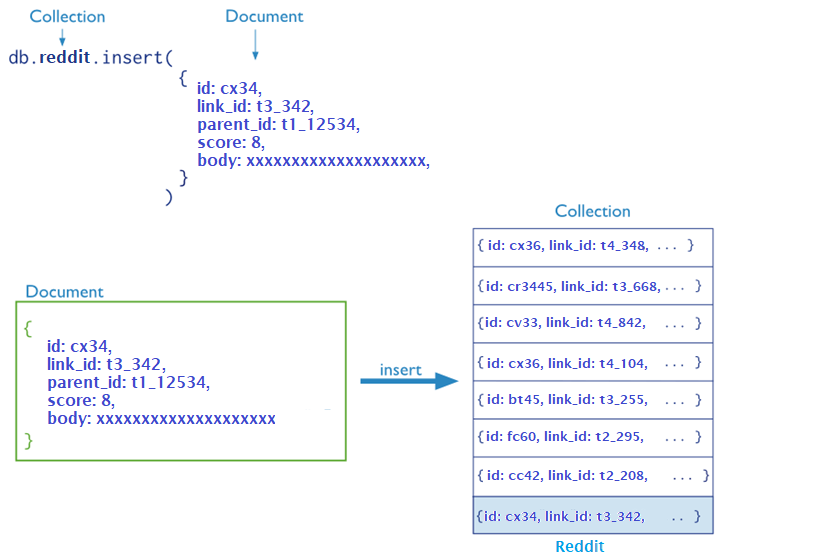 Collection Document
db.reddit.insert(
{
id: cx34,
link_id: t3_342,
parent_id: t1_12534,
score: 8,
body: xxxxxxxxxxxxxxxxxxxx,
}
)
Document
{
id: cx34,
link_id: t3_342,
parent_id: t1_12534,
score: 8,
body: xxxxxxxxxxxxxxxxxxxx
}
insert
Collection
{ id: cx36, link_id: t4_348, ... }
{id: cr3445, link_id: t3_668, ... }
{id: cv33, link_id: t4_842, ... }
{ id: cx36, link_id: t4_104, ... }
{ id: bt45, link_id: t3_255, ... }
{ id: fc60, link_id: t2_295, ... }
{ id: cc42, link_id: t2_208, ... }
{id: cx34, link_id: t3_342, .. }
Reddit